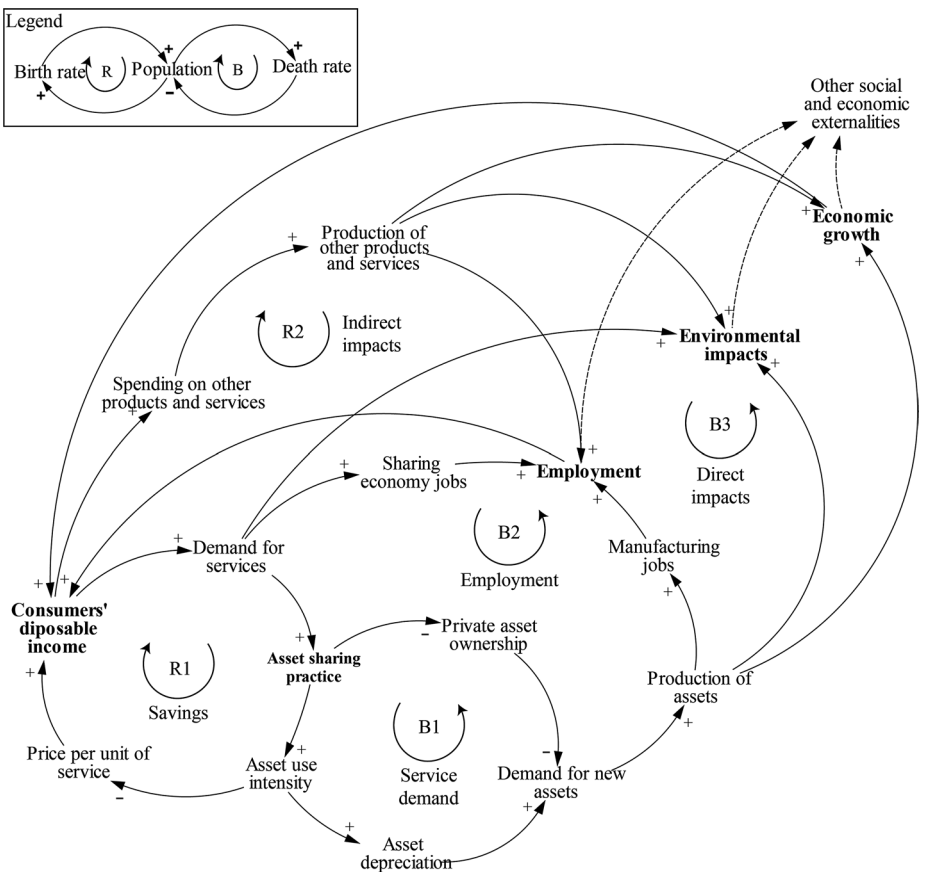 Legend
Birth rate
R
Population
B
Death rate
+
+
-
+
Other social
and economic
externalities
+
Economic
growth
+
+
Production of
other products
and services
R2
Indirect
impacts
+
Environmental
impacts
+
+
Spending on other
products and services
+
B3
Direct
impacts
+
Employment
+
+
+
Sharing
economy jobs
B2
Employment
+
Demand for
services
Manufacturing
jobs
+
+
+
Consumers'
diposable
income
+
R1
Savings
+
Asset sharing
practice
-
Private asset
ownership
Production of
assets
+
B1
Service
demand
Price per unit of
service
-
+
Asset use
intensity
-
Demand for new
assets
+
+
Asset
depreciation